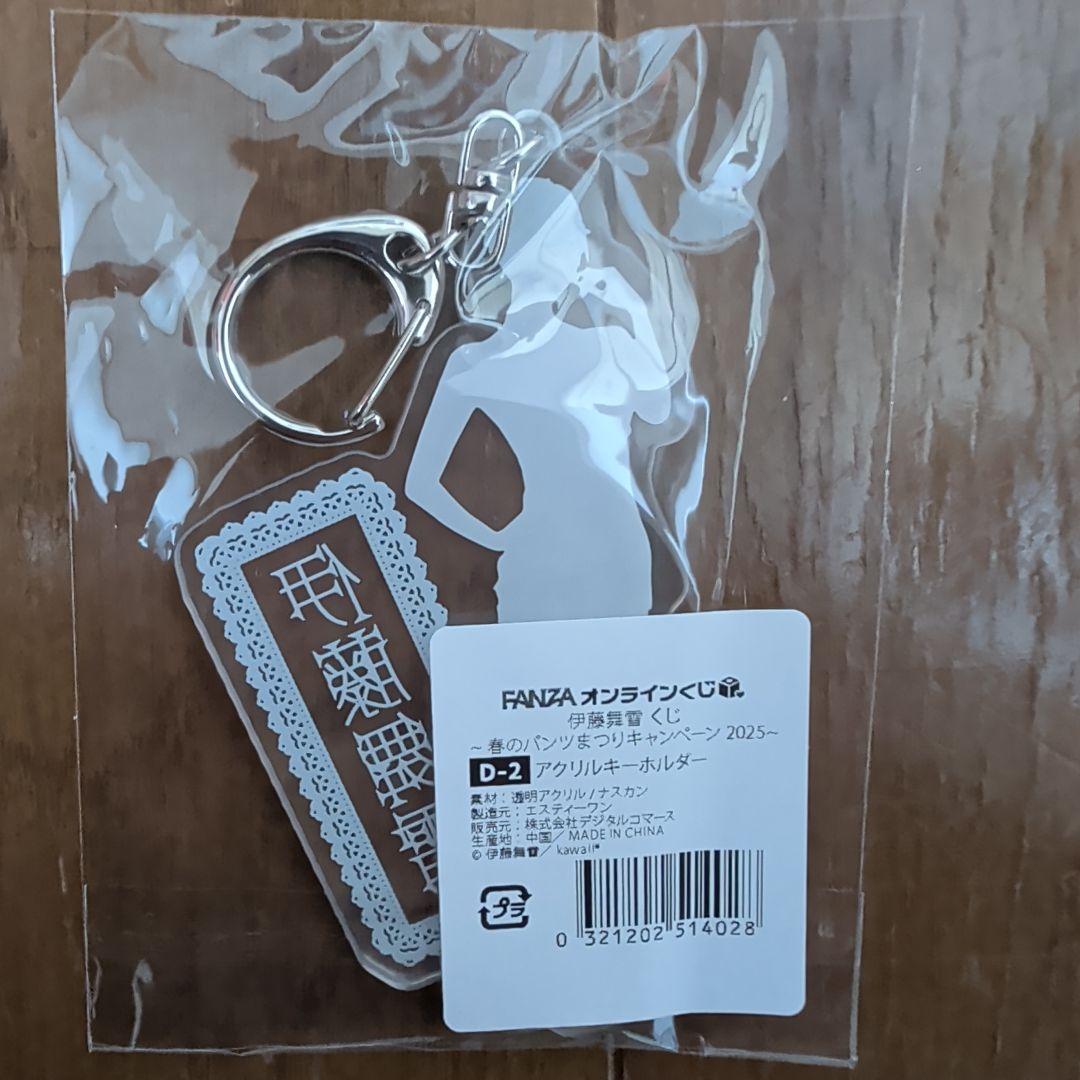 伊藤舞雪
FANZA オンラインくじ
伊藤舞雪 くじ
~ 春のパンツまつりキャンペーン 2025~
D-2 アクリルキーホルダー
素材：透明アクリル / ナスカン
製造元：エスティーワン
販売元：株式会社デジタルコマース
生産地：中国／ MADE IN CHINA
© 伊藤舞雪／ kawaii*
プラ
0 321202 514028